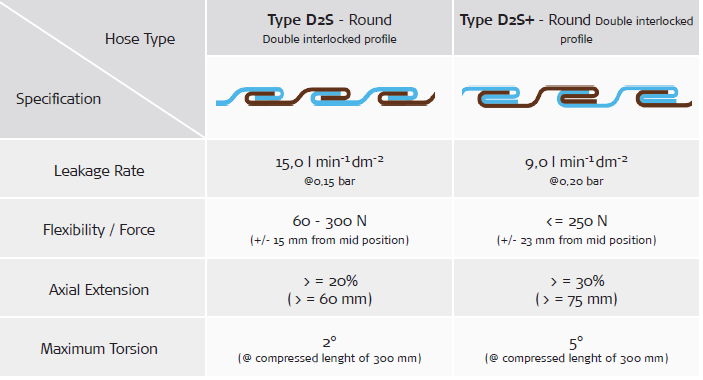 Type D2S - Round
Double interlocked profile
Type D2S+ - Round Double interlocked
profile
Hose Type
Specification
Leakage Rate
15,0 l min⁻¹dm⁻²
@0,15 bar
9,0 l min⁻¹dm⁻²
@0,20 bar
Flexibility / Force
60 - 300 N
(+/- 15 mm from mid position)
<= 250 N
(+/- 23 mm from mid position)
Axial Extension
> = 20%
( > = 60 mm)
> = 30%
( > = 75 mm)
Maximum Torsion
2°
(@ compressed lenght of 300 mm)
5°
(@ compressed lenght of 300 mm)